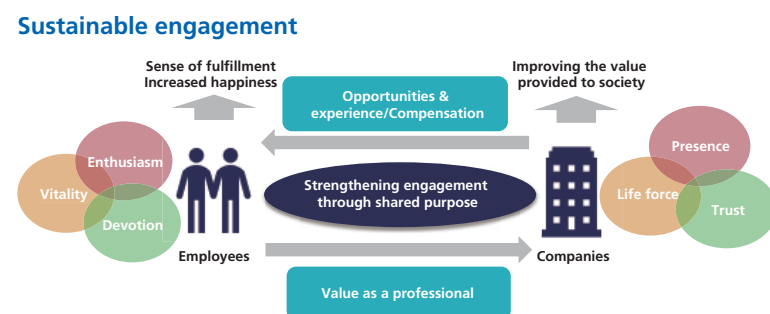 Sustainable engagement
Sense of fulfillment
Increased happiness
Improving the value
provided to society
Opportunities &
experience/Compensation
Enthusiasm
Vitality
Devotion
Strengthening engagement
through shared purpose
Presence
Life force
Trust
Employees
Companies
Value as a professional